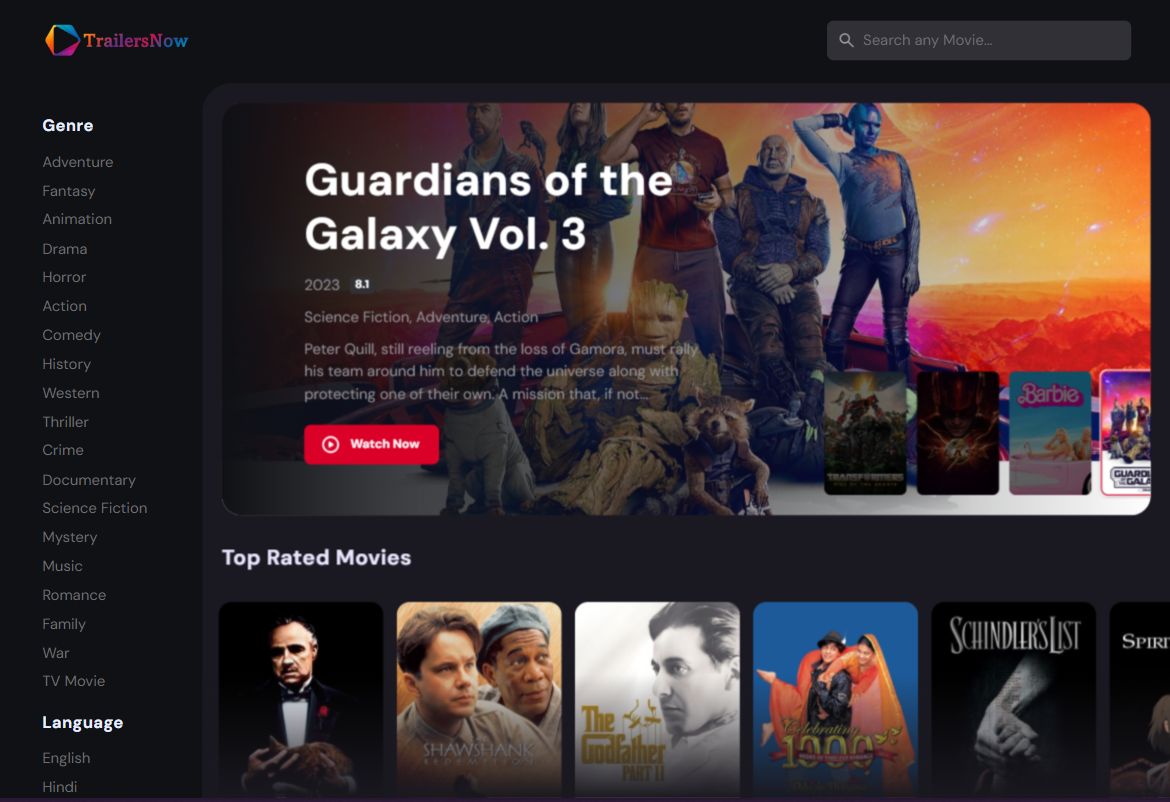 TrailersNow
Search any Movie...
Genre
Adventure
Fantasy
Animation
Drama
Horror
Action
Comedy
History
Western
Thriller
Crime
Documentary
Science Fiction
Mystery
Music
Romance
Family
War
TV Movie
Language
English
Hindi
Guardians of the
Galaxy Vol. 3
2023 8.1
Science Fiction, Adventure, Action
Peter Quill, still reeling from the loss of Gamora, must rally
his team around him to defend the universe along with
protecting one of their own. A mission that, if not...
Watch Now
TRANSFORMERS
Barbie
Top Rated Movies
SHAWSHANK
REDEMPTION
The
Godfather
PART II
Celebrating
1000
SCHINDLER'S LIST
SPIRI